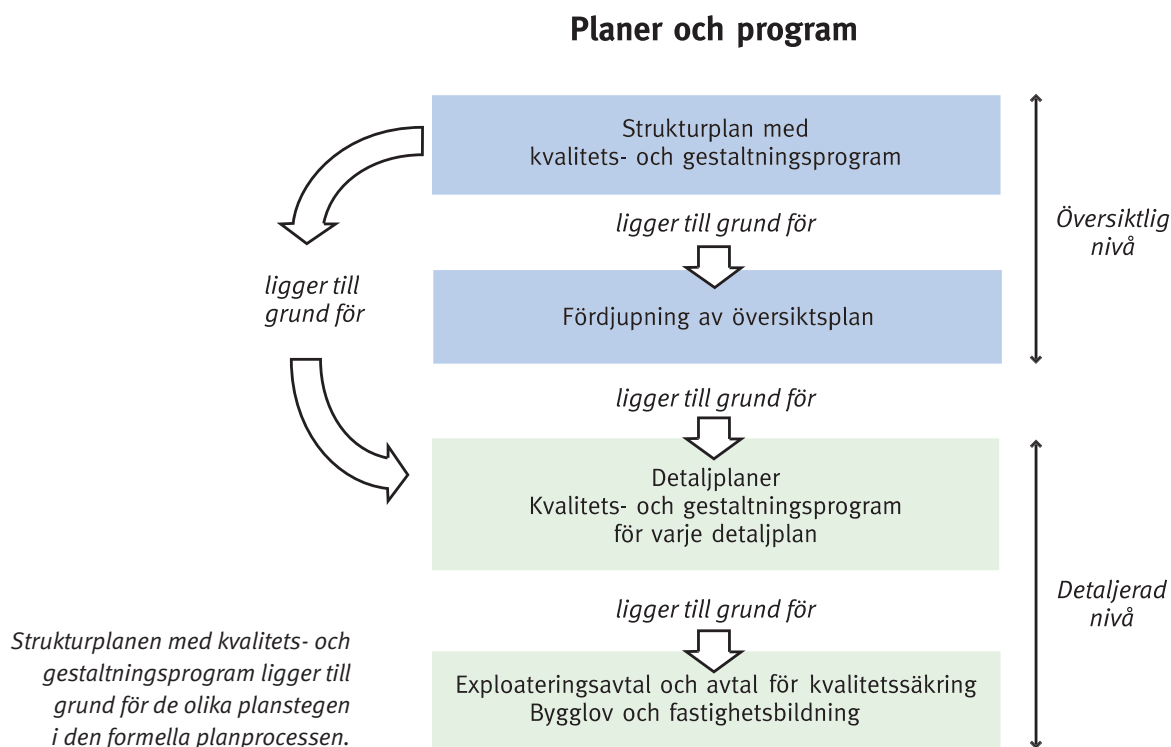 Planer och program
Strukturplan med
kvalitets- och gestaltningsprogram
ligger till grund för
Översiktlig
nivå
ligger till
grund för
Fördjupning av översiktsplan
ligger till grund för
Detaljplaner
Kvalitets- och gestaltningsprogram
för varje detaljplan
ligger till grund för
Detaljerad
nivå
Exploateringsavtal och avtal för kvalitetssäkring
Bygglov och fastighetsbildning
Strukturplanen med kvalitets- och
gestaltningsprogram ligger till
grund för de olika planstegen
i den formella planprocessen.